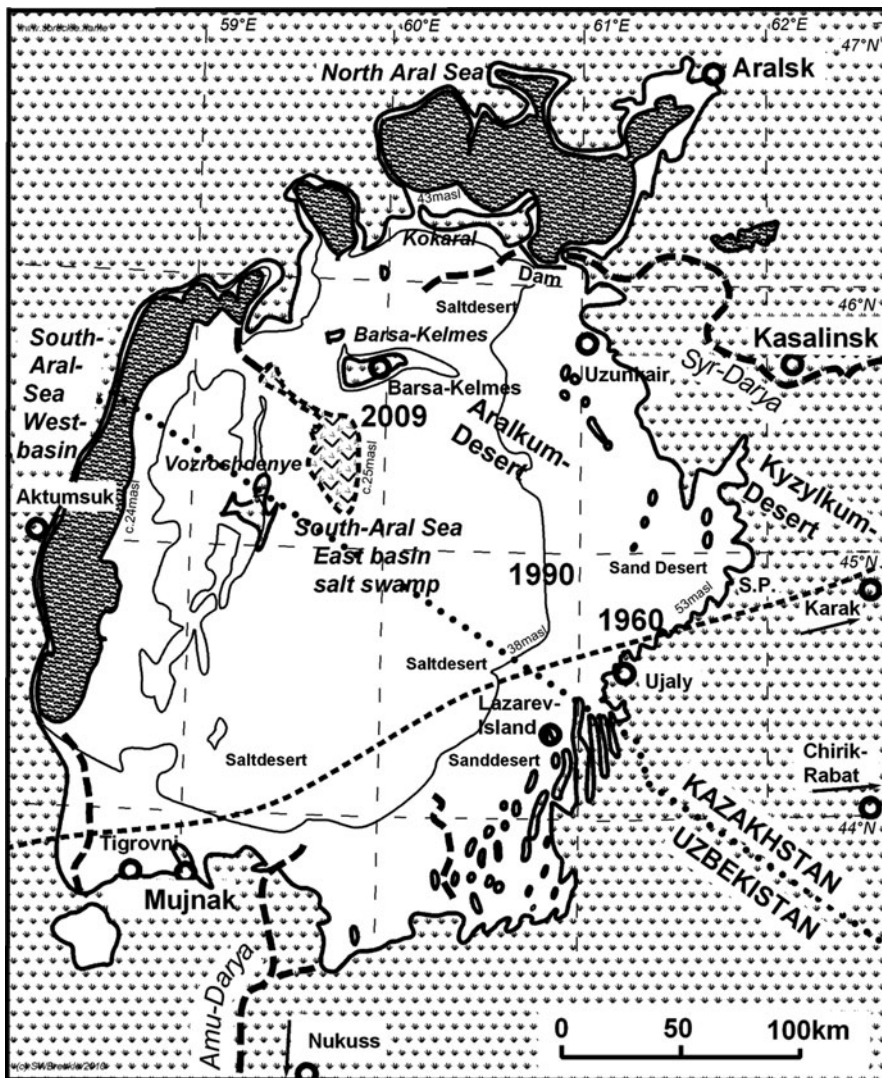 59°E
60°E
61°E
62°E
47°N
North Aral Sea
Aralsk
43masl
Kokaral
Dam
Saltdesert
46°N
South-
Aral-
Sea
West-
basin
Barsa-Kelmes
Barsa-Kelmes
Uzunkair
Kasalinsk
Syr-Darya
2009
Aralkum-
Desert
c.25masl
Vozroshdenye
Aktumsuk
c.24masl
Kyzylkum-
Desert
South-Aral Sea
East basin
salt swamp
1990
Sand Desert
45°N
S.P.
53masl
Karak
1960
38masl
Saltdesert
Ujaly
Lazarev-
Island
Saltdesert
Sanddesert
Chirik-
Rabat
44°N
KAZAKHSTAN
UZBEKISTAN
Tigrovni
Mujnak
Amu-Darya
Nukuss
0 50 100km